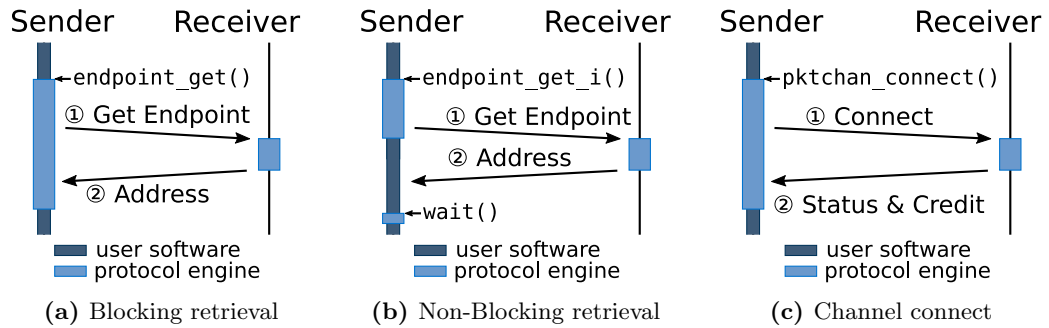 Sender Receiver
endpoint_get()
① Get Endpoint
② Address
user software
protocol engine
(a) Blocking retrieval
Sender Receiver
endpoint_get_i()
① Get Endpoint
② Address
wait()
user software
protocol engine
(b) Non-Blocking retrieval
Sender Receiver
pktchan_connect()
① Connect
② Status & Credit
user software
protocol engine
(c) Channel connect